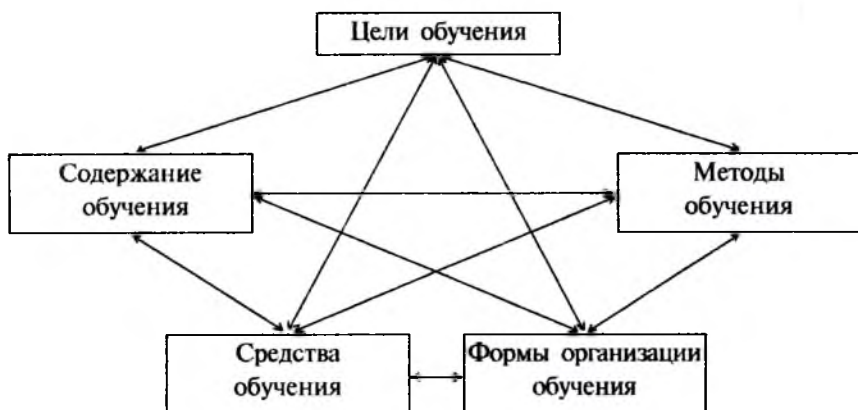 Цели обучения
Содержание
обучения
Методы
обучения
Средства
обучения
Формы организации
обучения